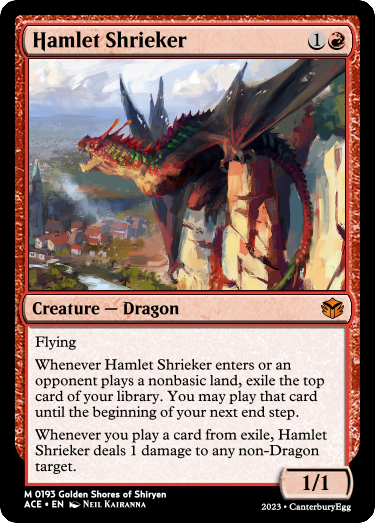 Hamlet Shrieker 1
Creature — Dragon
Flying
Whenever Hamlet Shrieker enters or an
opponent plays a nonbasic land, exile the top
card of your library. You may play that card
until the beginning of your next end step.
Whenever you play a card from exile, Hamlet
Shrieker deals 1 damage to any non-Dragon
target.
1/1
M 0193 Golden Shores of Shiryen
ACE • EN Neil Kairanna
2023 • CanterburyEgg